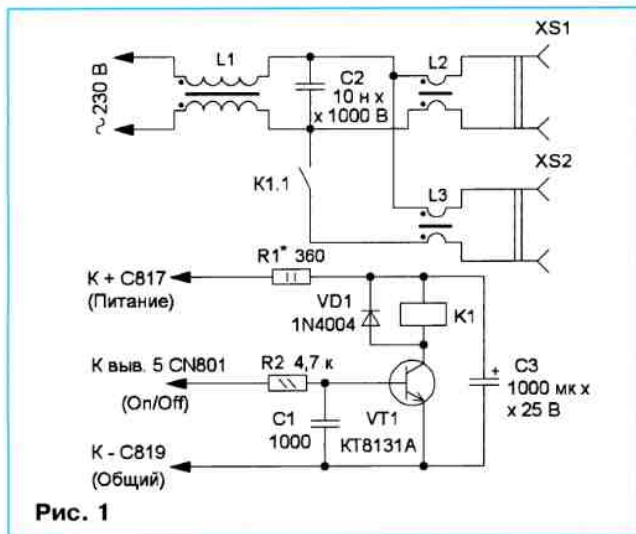 L1
L2
XS1
~230 В
C2
10 н х
х 1000 В
K1.1
XS2
L3
R1* 360
К + C817
(Питание)
VD1
1N4004
K1
К выв. 5 CN801
R2 4,7 к
(On/Off)
C3
1000 мк х
х 25 В
C1
1000
VT1
КТ8131А
К - C819
(Общий)
Рис. 1